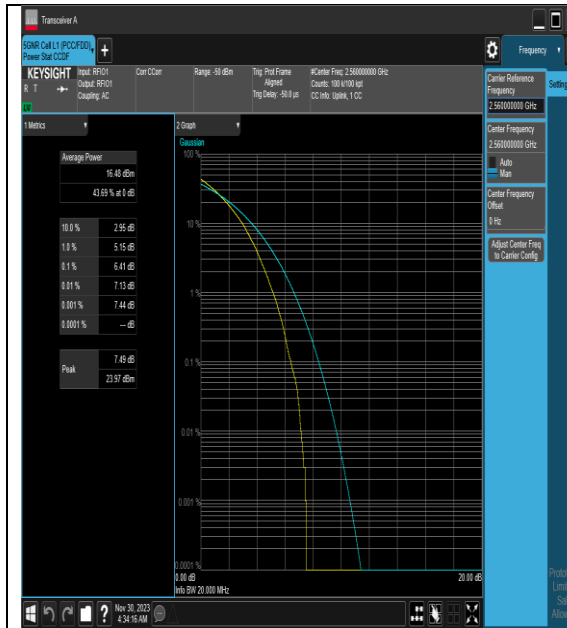 Transceiver A
5GNR Cell L1 (PCC/FDD)
Power Stat CCDF
Frequency
KEYSIGHT
R T
Input: RFIO1
Output: RFIO1
Coupling: AC
Corr CCorr
Range: -50 dBm
Trig: Prot Frame
Aligned
Trig Delay: -50.0 µs
#Center Freq: 2.560000000 GHz
Counts: 100 k/100 kpt
CC Info: Uplink, 1 CC
1 Metrics
Average Power
16.48 dBm
43.69 % at 0 dB
10.0 % 2.95 dB
1.0 % 5.15 dB
0.1 % 6.41 dB
0.01 % 7.13 dB
0.001 % 7.44 dB
0.0001 % --- dB
Peak
7.49 dB
23.97 dBm
2 Graph
Gaussian
100 %
10 %
1 %
0.1 %
0.01 %
0.001 %
0.0001 %
0.00 dB
20.00 dB
Info BW 20.000 MHz
Carrier Reference
Frequency
2.560000000 GHz
Center Frequency
2.560000000 GHz
Auto
Man
Center Frequency
Offset
0 Hz
Adjust Center Freq
to Carrier Config
Nov 30, 2023
4:34:16 AM